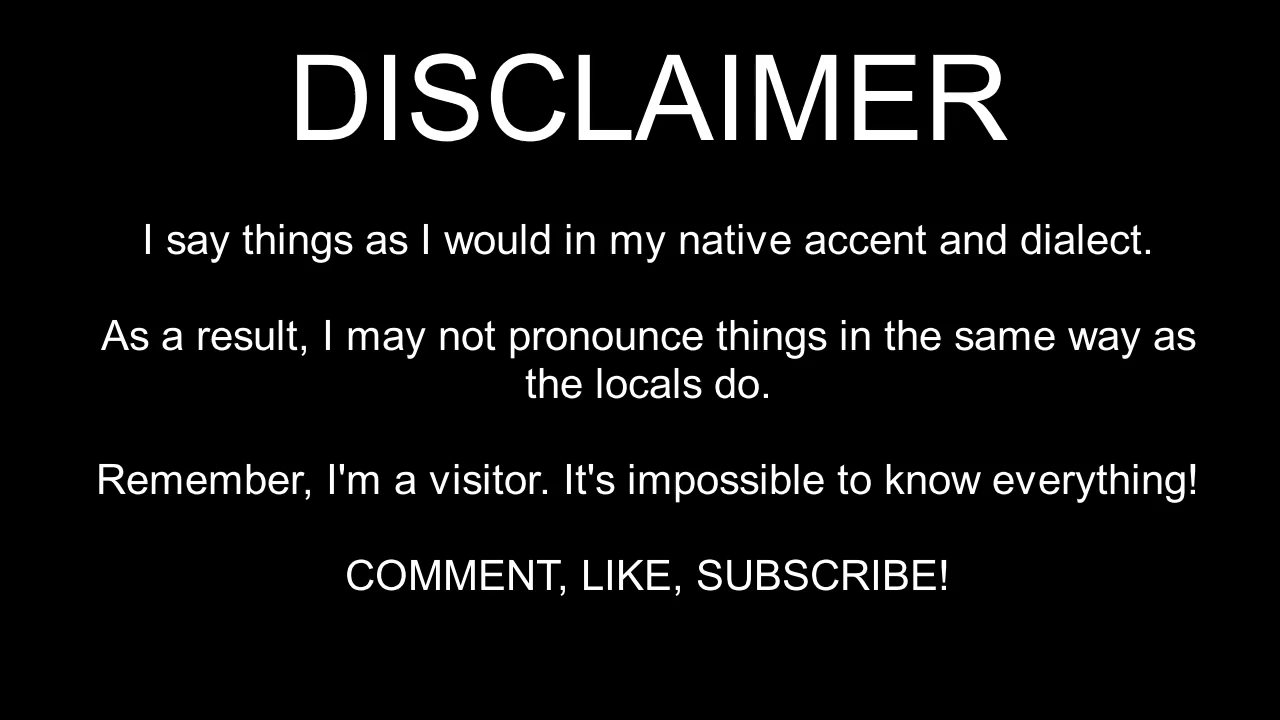 DISCLAIMER
I say things as I would in my native accent and dialect.
As a result, I may not pronounce things in the same way as
the locals do.
Remember, I'm a visitor. It's impossible to know everything!
COMMENT, LIKE, SUBSCRIBE!